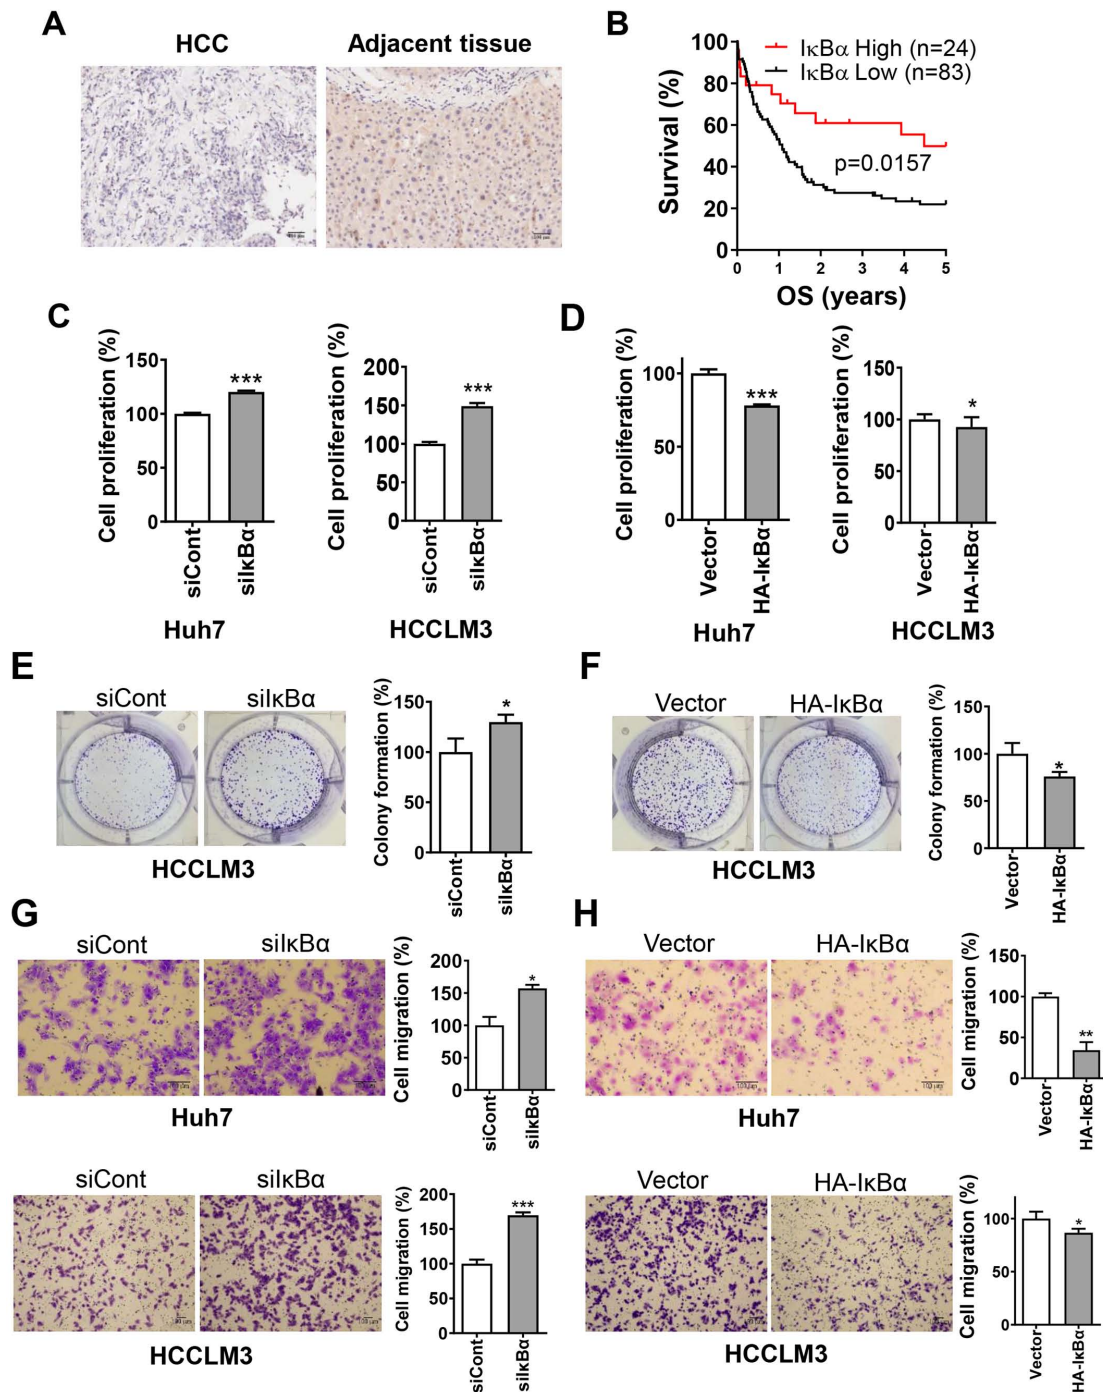 A
HCC
Adjacent tissue
B
Survival (%)
100
80
60
40
20
0
IκBα High (n=24)
IκBα Low (n=83)
p=0.0157
0 1 2 3 4 5
OS (years)
C
Cell proliferation (%)
150
100
50
0
***
siCont
siIκBα
Huh7
Cell proliferation (%)
200
150
100
50
0
***
siCont
siIκBα
HCCLM3
D
Cell proliferation (%)
100
50
0
***
Vector
HA-IκBα
Huh7
Cell proliferation (%)
150
100
50
0
*
Vector
HA-IκBα
HCCLM3
E
siCont
siIκBα
HCCLM3
Colony formation (%)
150
100
50
0
*
siCont
siIκBα
F
Vector
HA-IκBα
HCCLM3
Colony formation (%)
150
100
50
0
*
Vector
HA-IκBα
G
siCont
siIκBα
Huh7
Cell migration (%)
200
150
100
50
0
*
siCont
siIκBα
siCont
siIκBα
100 μm
HCCLM3
Cell migration (%)
200
150
100
50
0
***
siCont
siIκBα
H
Vector
HA-IκBα
100 μm
100 μm
Huh7
Cell migration (%)
150
100
50
0
**
Vector
HA-IκBα
Vector
HA-IκBα
HCCLM3
Cell migration (%)
100
50
0
*
Vector
HA-IκBα